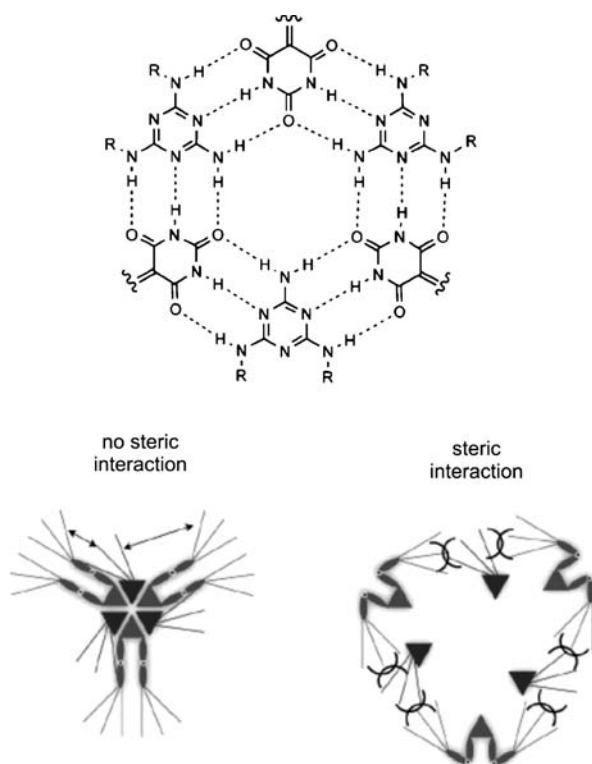 O O
R H H R
N H N N H N
N N O N N
R H H R
N N N N N N
H H H H
H H
O N O O N O
H H
N H N H N
O N N O
H H
N N N
R R
no steric
interaction
steric
interaction